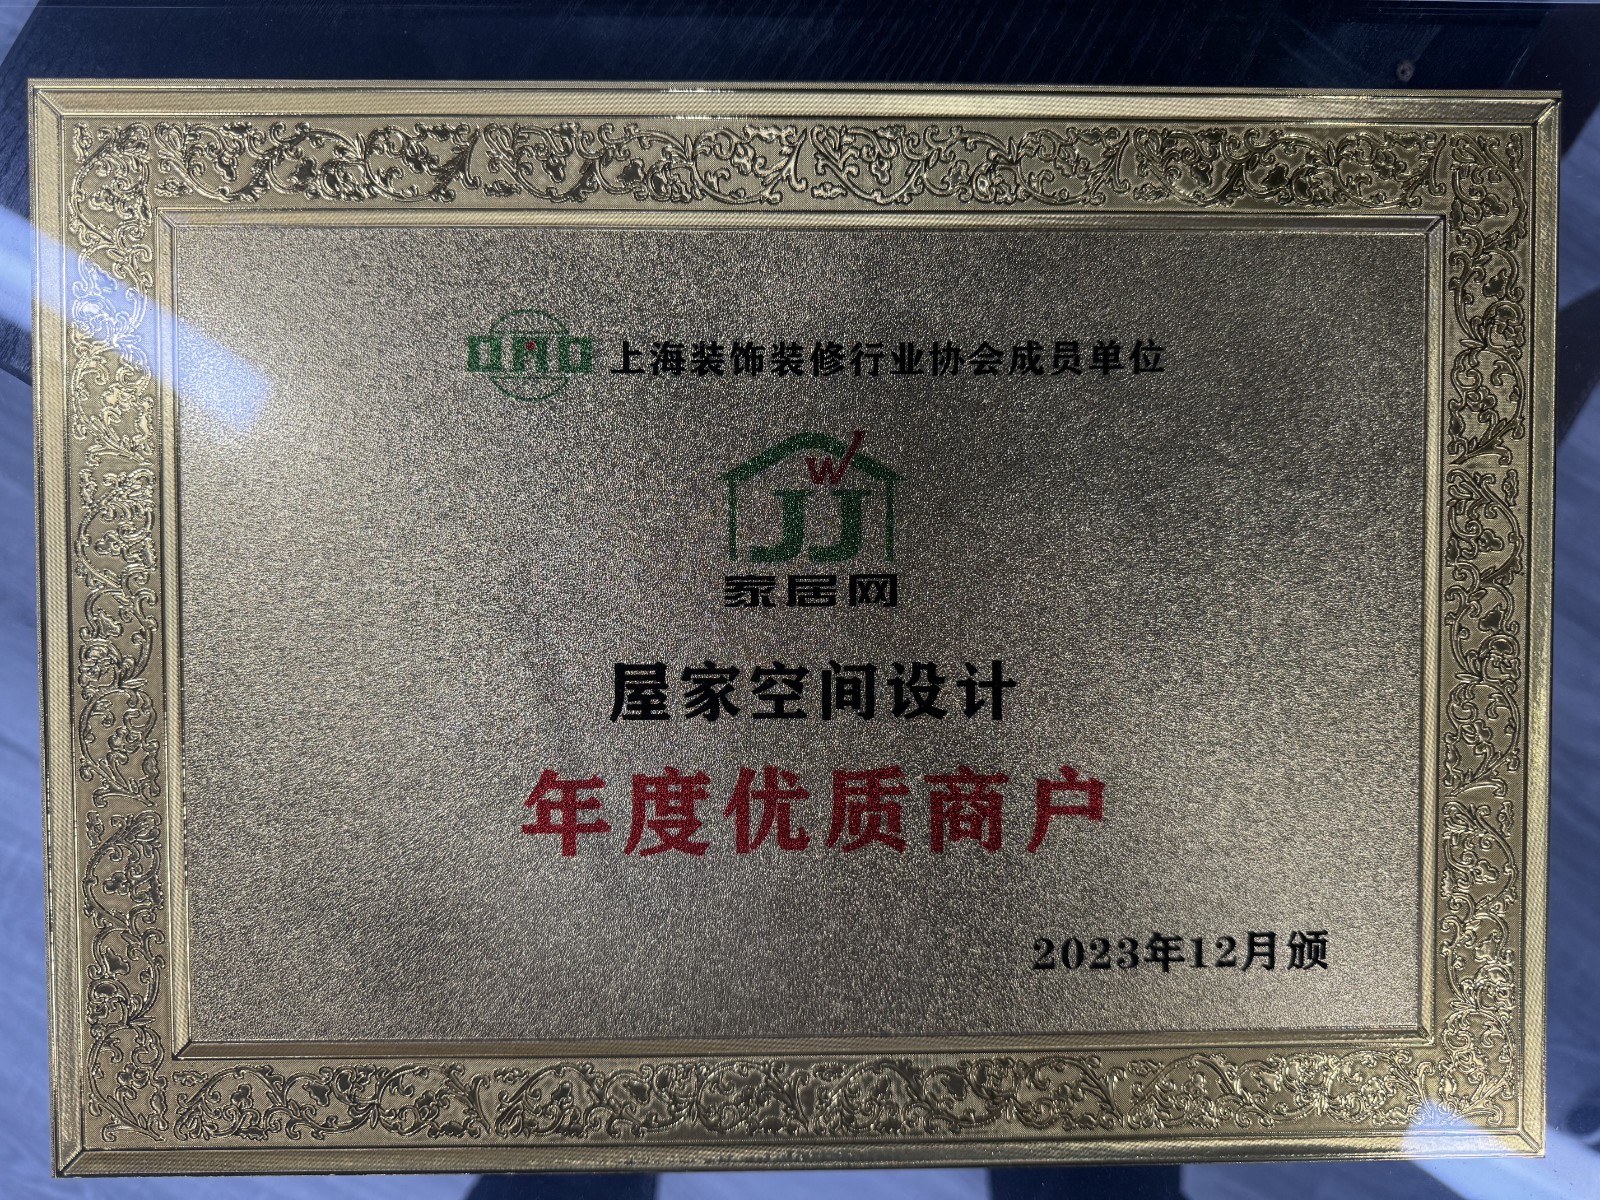 上海装饰装修行业协会成员单位
W
JJ
家居网
屋家空间设计
年度优质商户
2023年12月颁